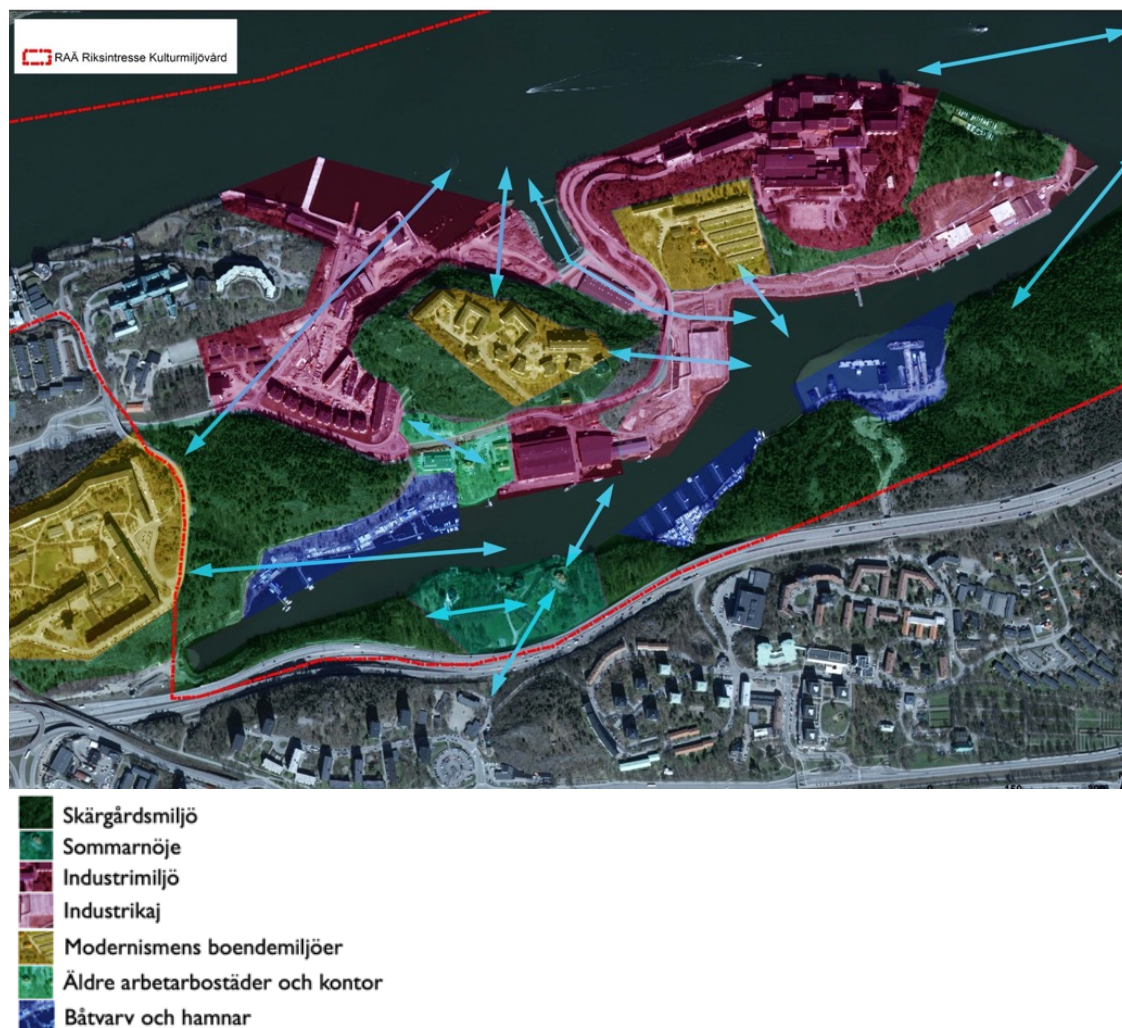 RAÄ Riksintresse Kulturmiljövård
Skärgårdsmiljö
Sommarnöje
Industrimiljö
Industrikaj
Modernismens boendemiljöer
Äldre arbetarbostäder och kontor
Båtvarv och hamnar